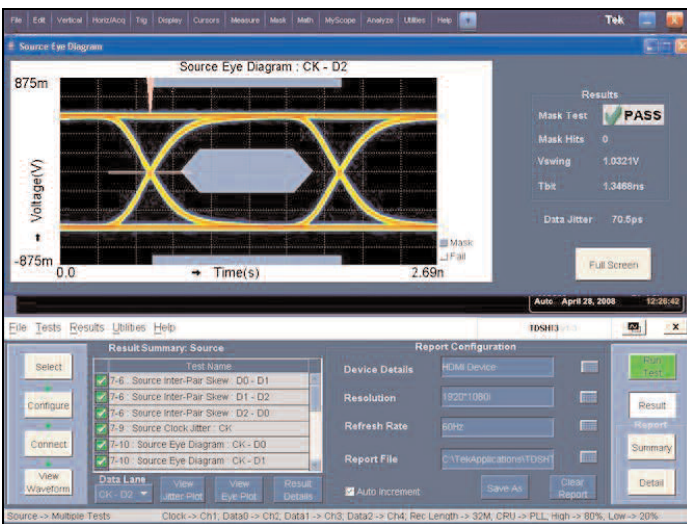 File Edit Vertical Horiz/Acq Trig Display Cursors Measure Mask Math MyScope Analyze Utilities Help Tek
Source Eye Diagram
Source Eye Diagram : CK - D2
875m
Voltage(V)
-875m
0.0 Time(s) 2.69n
Mask
Fail
Results
Mask Test PASS
Mask Hits 0
Vswing 1.0321V
Tbit 1.3468ns
Data Jitter 70.5ps
Full Screen
Auto April 28, 2008 12:26:42
File Tests Results Utilities Help TDSHT3
X
Select
Configure
Connect
View Waveform
Result Summary: Source
Test Name
7-6 : Source Inter-Pair Skew : D0 - D1
7-6 : Source Inter-Pair Skew : D1 - D2
7-6 : Source Inter-Pair Skew : D2 - D0
7-9 : Source Clock Jitter : CK
7-10 : Source Eye Diagram : CK - D0
7-10 : Source Eye Diagram : CK - D1
Data Lane
CK - D2
View Jitter Plot
View Eye Plot
Result Details
Report Configuration
Device Details HDMI Device
Resolution 1920*1080i
Refresh Rate 60Hz
Report File C:\TekApplications\TDSHT
Auto Increment
Save As
Clear Report
Run Test
Result
Report
Summary
Detail
Source -> Multiple Tests Clock -> Ch1, Data0 -> Ch2, Data1 -> Ch3, Data2 -> Ch4, Rec Length -> 32M, CRU -> PLL, High -> 80%, Low -> 20%